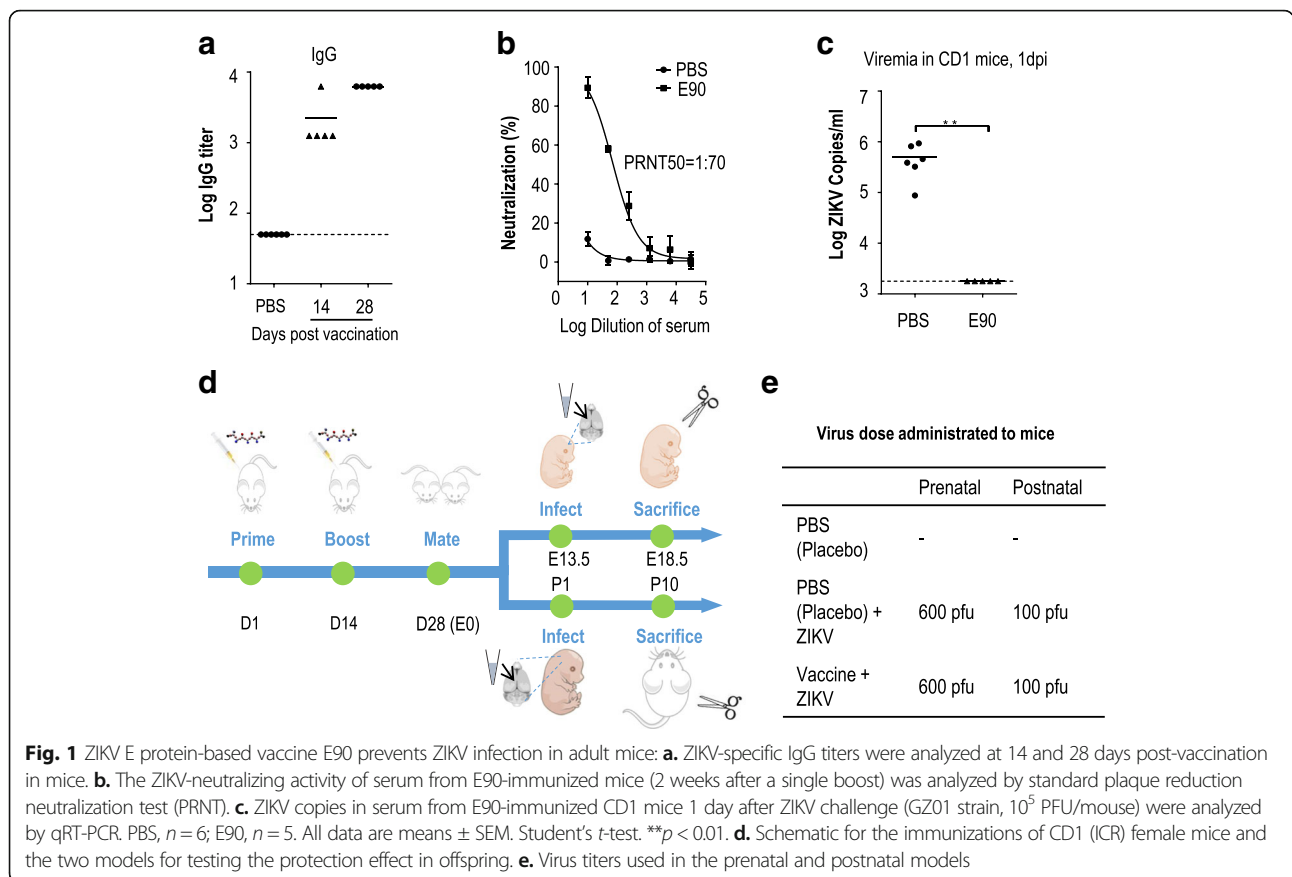 a
IgG
Log IgG titer
4
3
2
1
PBS
14
28
Days post vaccination
b
PBS
E90
Neutralization (%)
100
80
60
40
20
0
PRNT50=1:70
0 1 2 3 4 5
Log Dilution of serum
c
Viremia in CD1 mice, 1dpi
Log ZIKV Copies/ml
7
6
5
4
3
**
PBS
E90
d
Prime
Boost
Mate
D1
D14
D28 (E0)
Infect
Sacrifice
E13.5
E18.5
P1
P10
Infect
Sacrifice
e
Virus dose administrated to mice
Prenatal Postnatal
PBS
(Placebo)
- -
PBS
(Placebo) +
ZIKV
600 pfu 100 pfu
Vaccine +
ZIKV
600 pfu 100 pfu
Fig. 1 ZIKV E protein-based vaccine E90 prevents ZIKV infection in adult mice: a. ZIKV-specific IgG titers were analyzed at 14 and 28 days post-vaccination
in mice. b. The ZIKV-neutralizing activity of serum from E90-immunized mice (2 weeks after a single boost) was analyzed by standard plaque reduction
neutralization test (PRNT). c. ZIKV copies in serum from E90-immunized CD1 mice 1 day after ZIKV challenge (GZ01 strain, 10⁵ PFU/mouse) were analyzed
by qRT-PCR. PBS, n = 6; E90, n = 5. All data are means ± SEM. Student's t-test. **p < 0.01. d. Schematic for the immunizations of CD1 (ICR) female mice and
the two models for testing the protection effect in offspring. e. Virus titers used in the prenatal and postnatal models